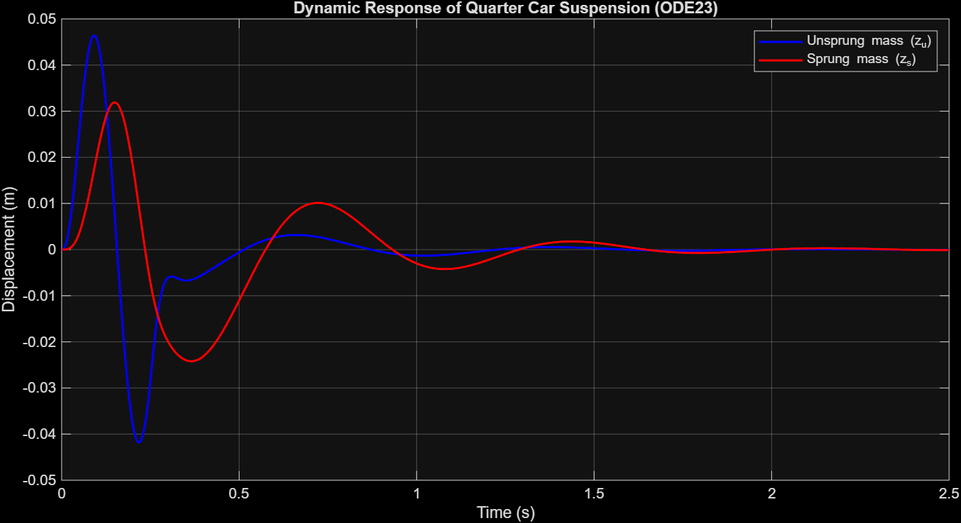 Dynamic Response of Quarter Car Suspension (ODE23)
Unsprung mass (zu)
Sprung mass (zs)
0.05
0.04
0.03
0.02
0.01
0
-0.01
-0.02
-0.03
-0.04
-0.05
Displacement (m)
0 0.5 1 1.5 2 2.5
Time (s)